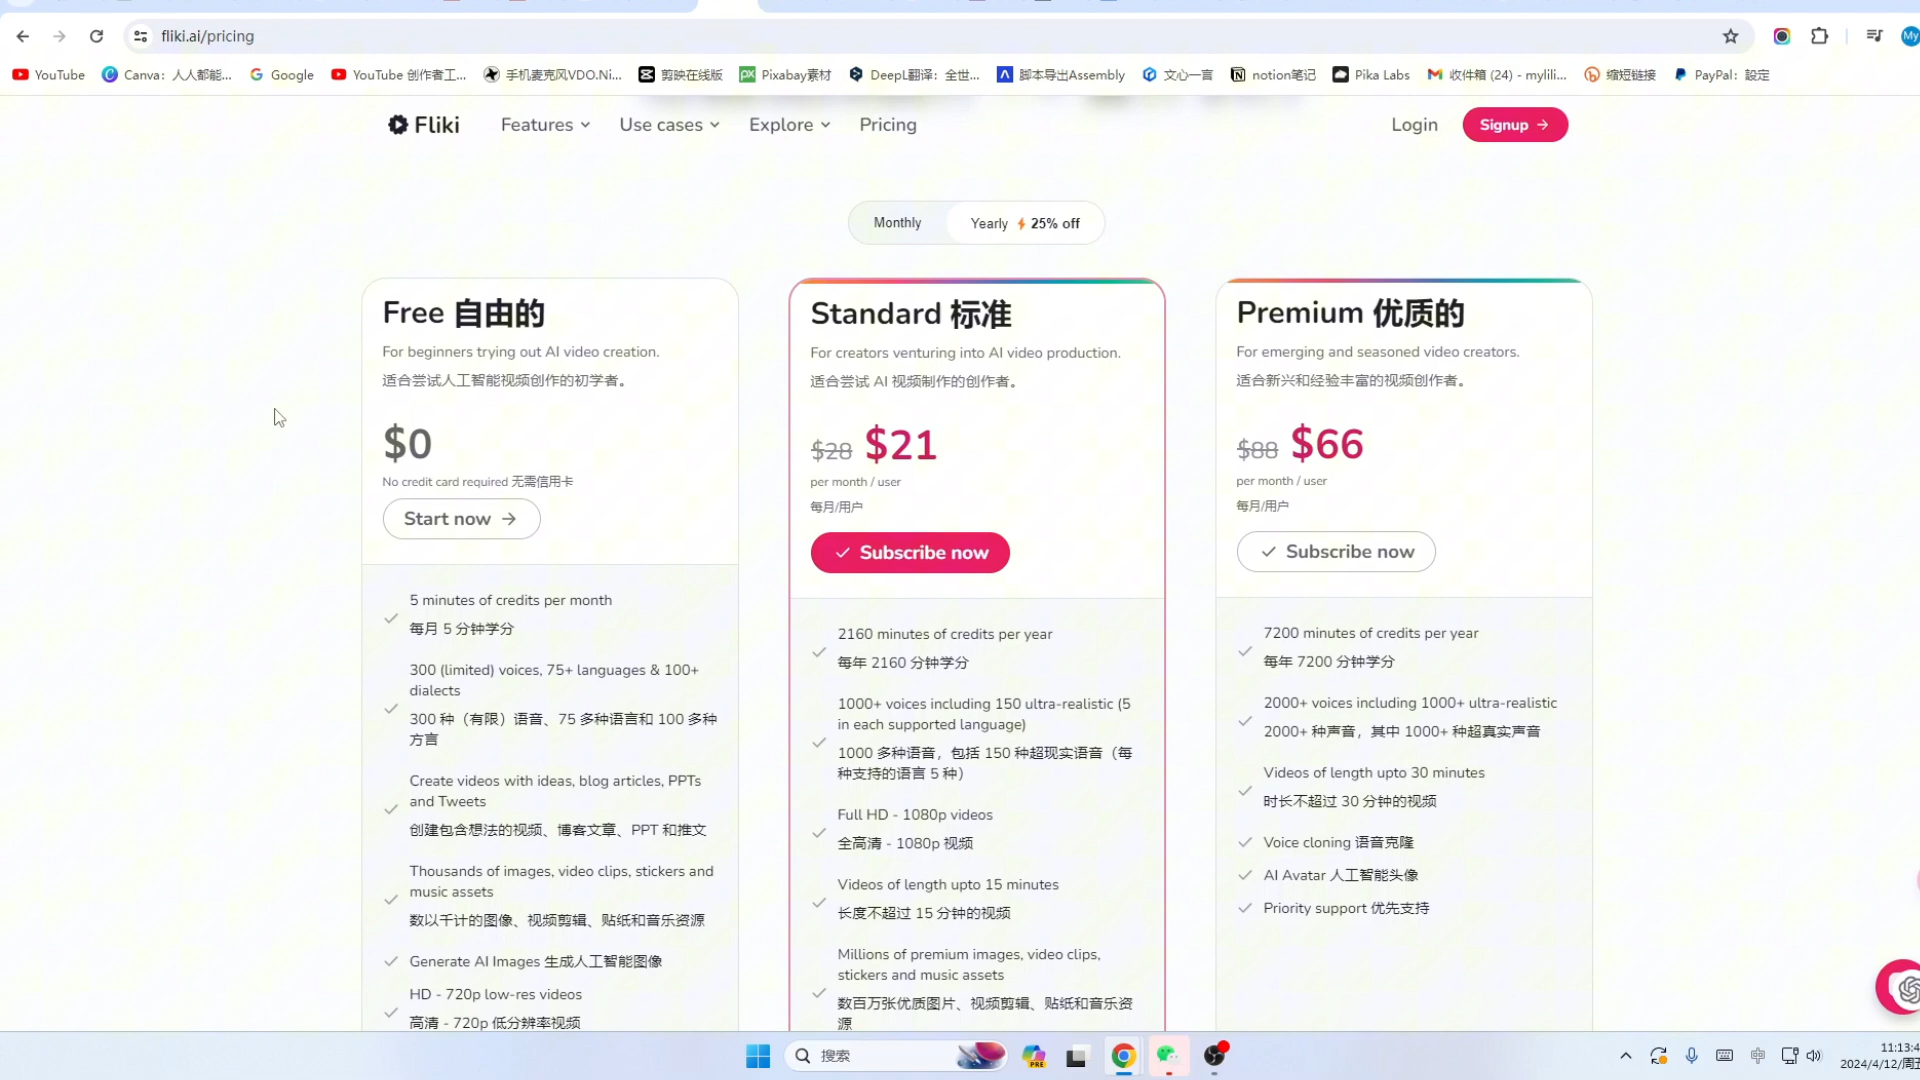 fliki.ai/pricing
YouTube
Canva：人人都能...
Google
YouTube 创作者工...
手机麦克风VDO.Ni...
剪映在线版
Pixabay素材
DeepL翻译：全世...
脚本导出Assembly
文心一言
notion笔记
Pika Labs
收件箱 (24) - mylili...
缩短链接
PayPal：設定
My
Fliki
Features
Use cases
Explore
Pricing
Login
Signup
Monthly
Yearly 25% off
Free 自由的
For beginners trying out AI video creation.
适合尝试人工智能视频创作的初学者。
$0
No credit card required 无需信用卡
Start now
5 minutes of credits per month
每月 5 分钟学分
300 (limited) voices, 75+ languages & 100+
dialects
300 种（有限）语音、75 多种语言和 100 多种
方言
Create videos with ideas, blog articles, PPTs
and Tweets
创建包含想法的视频、博客文章、PPT 和推文
Thousands of images, video clips, stickers and
music assets
数以千计的图像、视频剪辑、贴纸和音乐资源
Generate AI Images 生成人工智能图像
HD - 720p low-res videos
高清 - 720p 低分辨率视频
Standard 标准
For creators venturing into AI video production.
适合尝试 AI 视频制作的创作者。
$28 $21
per month / user
每月/用户
Subscribe now
2160 minutes of credits per year
每年 2160 分钟学分
1000+ voices including 150 ultra-realistic (5
in each supported language)
1000 多种语音，包括 150 种超现实语音（每
种支持的语言 5 种）
Full HD - 1080p videos
全高清 - 1080p 视频
Videos of length upto 15 minutes
长度不超过 15 分钟的视频
Millions of premium images, video clips,
stickers and music assets
数百万张优质图片、视频剪辑、贴纸和音乐资
源
Premium 优质的
For emerging and seasoned video creators.
适合新兴和经验丰富的视频创作者。
$88 $66
per month / user
每月/用户
Subscribe now
7200 minutes of credits per year
每年 7200 分钟学分
2000+ voices including 1000+ ultra-realistic
2000+ 种声音，其中 1000+ 种超真实声音
Videos of length upto 30 minutes
时长不超过 30 分钟的视频
Voice cloning 语音克隆
AI Avatar 人工智能头像
Priority support 优先支持
搜索
PRE
中
11:13:4
2024/4/12/周五